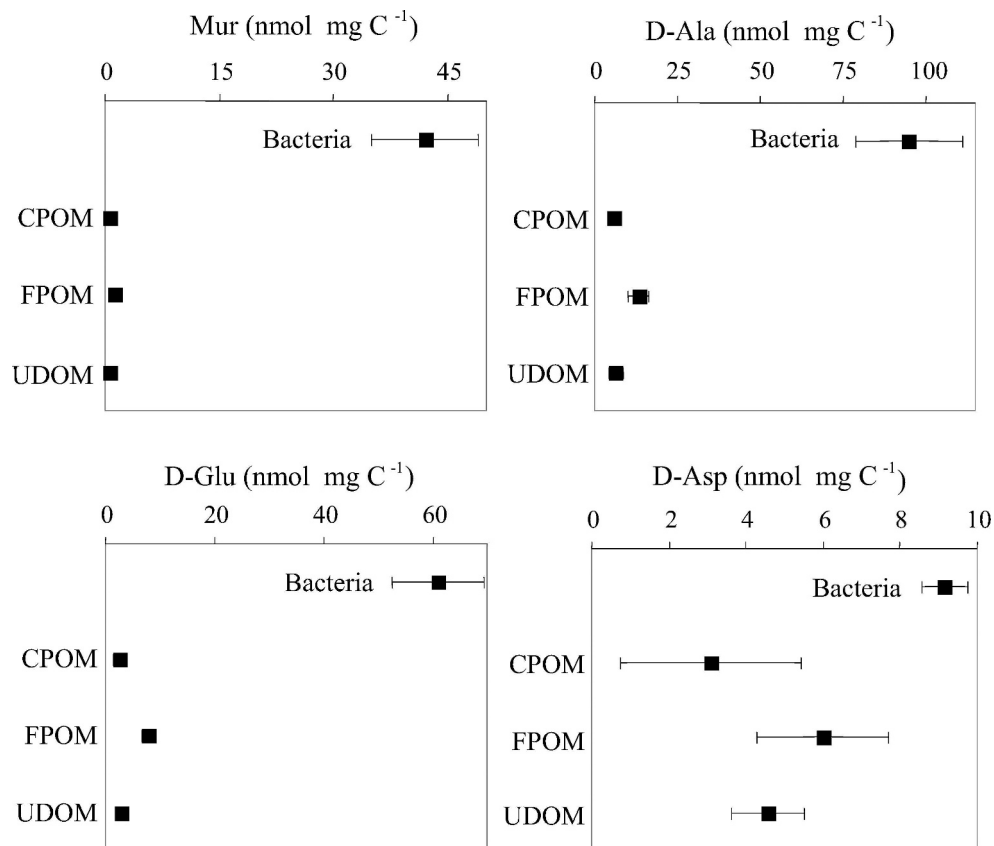 Mur (nmol mg C -1)
0 15 30 45
Bacteria
CPOM
FPOM
UDOM
D-Ala (nmol mg C -1)
0 25 50 75 100
Bacteria
CPOM
FPOM
UDOM
D-Glu (nmol mg C -1)
0 20 40 60
Bacteria
CPOM
FPOM
UDOM
D-Asp (nmol mg C -1)
0 2 4 6 8 10
Bacteria
CPOM
FPOM
UDOM